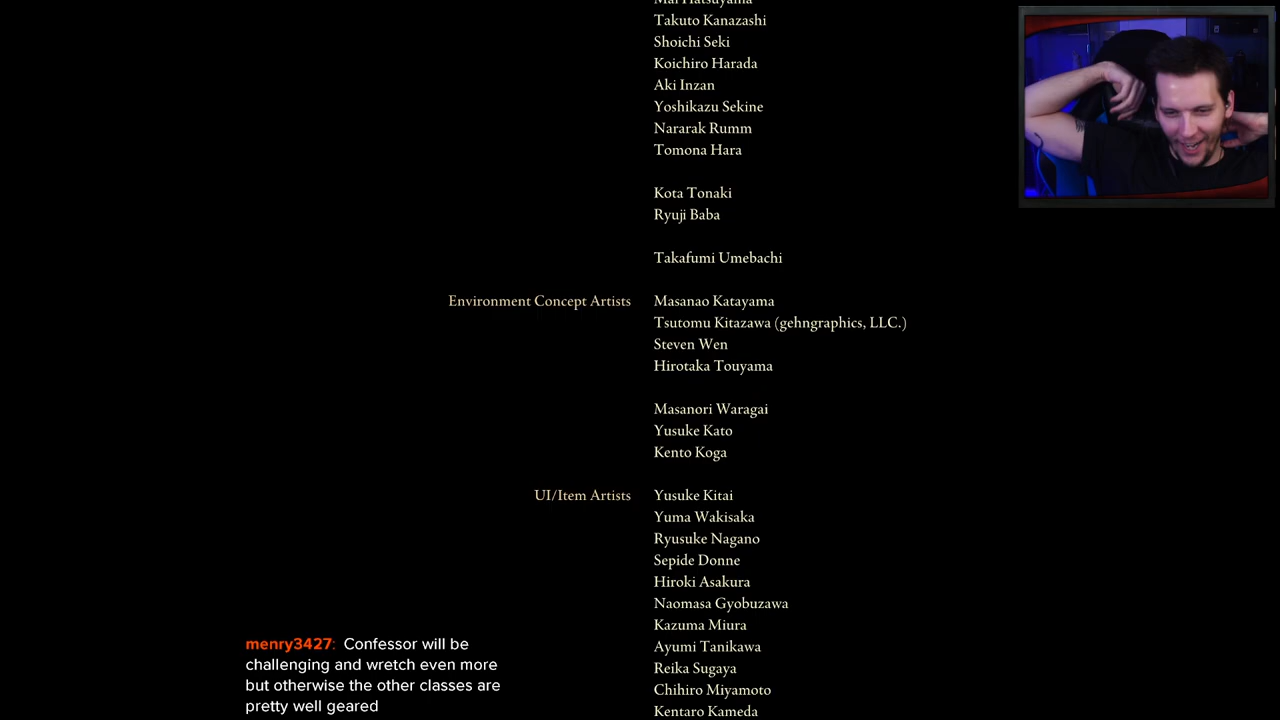 Takuto Kanazashi
Shoichi Seki
Koichiro Harada
Aki Inzan
Yoshikazu Sekine
Nararak Rumm
Tomona Hara
Kota Tonaki
Ryuji Baba
Takafumi Umebachi
Environment Concept Artists Masanao Katayama
Tsutomu Kitazawa (gehngraphics, LLC.)
Steven Wen
Hirotaka Touyama
Masanori Waragai
Yusuke Kato
Kento Koga
UI/Item Artists Yusuke Kitai
Yuma Wakisaka
Ryusuke Nagano
Sepide Donne
Hiroki Asakura
Naomasa Gyobuzawa
Kazuma Miura
Ayumi Tanikawa
Reika Sugaya
Chihiro Miyamoto
Kentaro Kameda
menry3427: Confessor will be
challenging and wretch even more
but otherwise the other classes are
pretty well geared